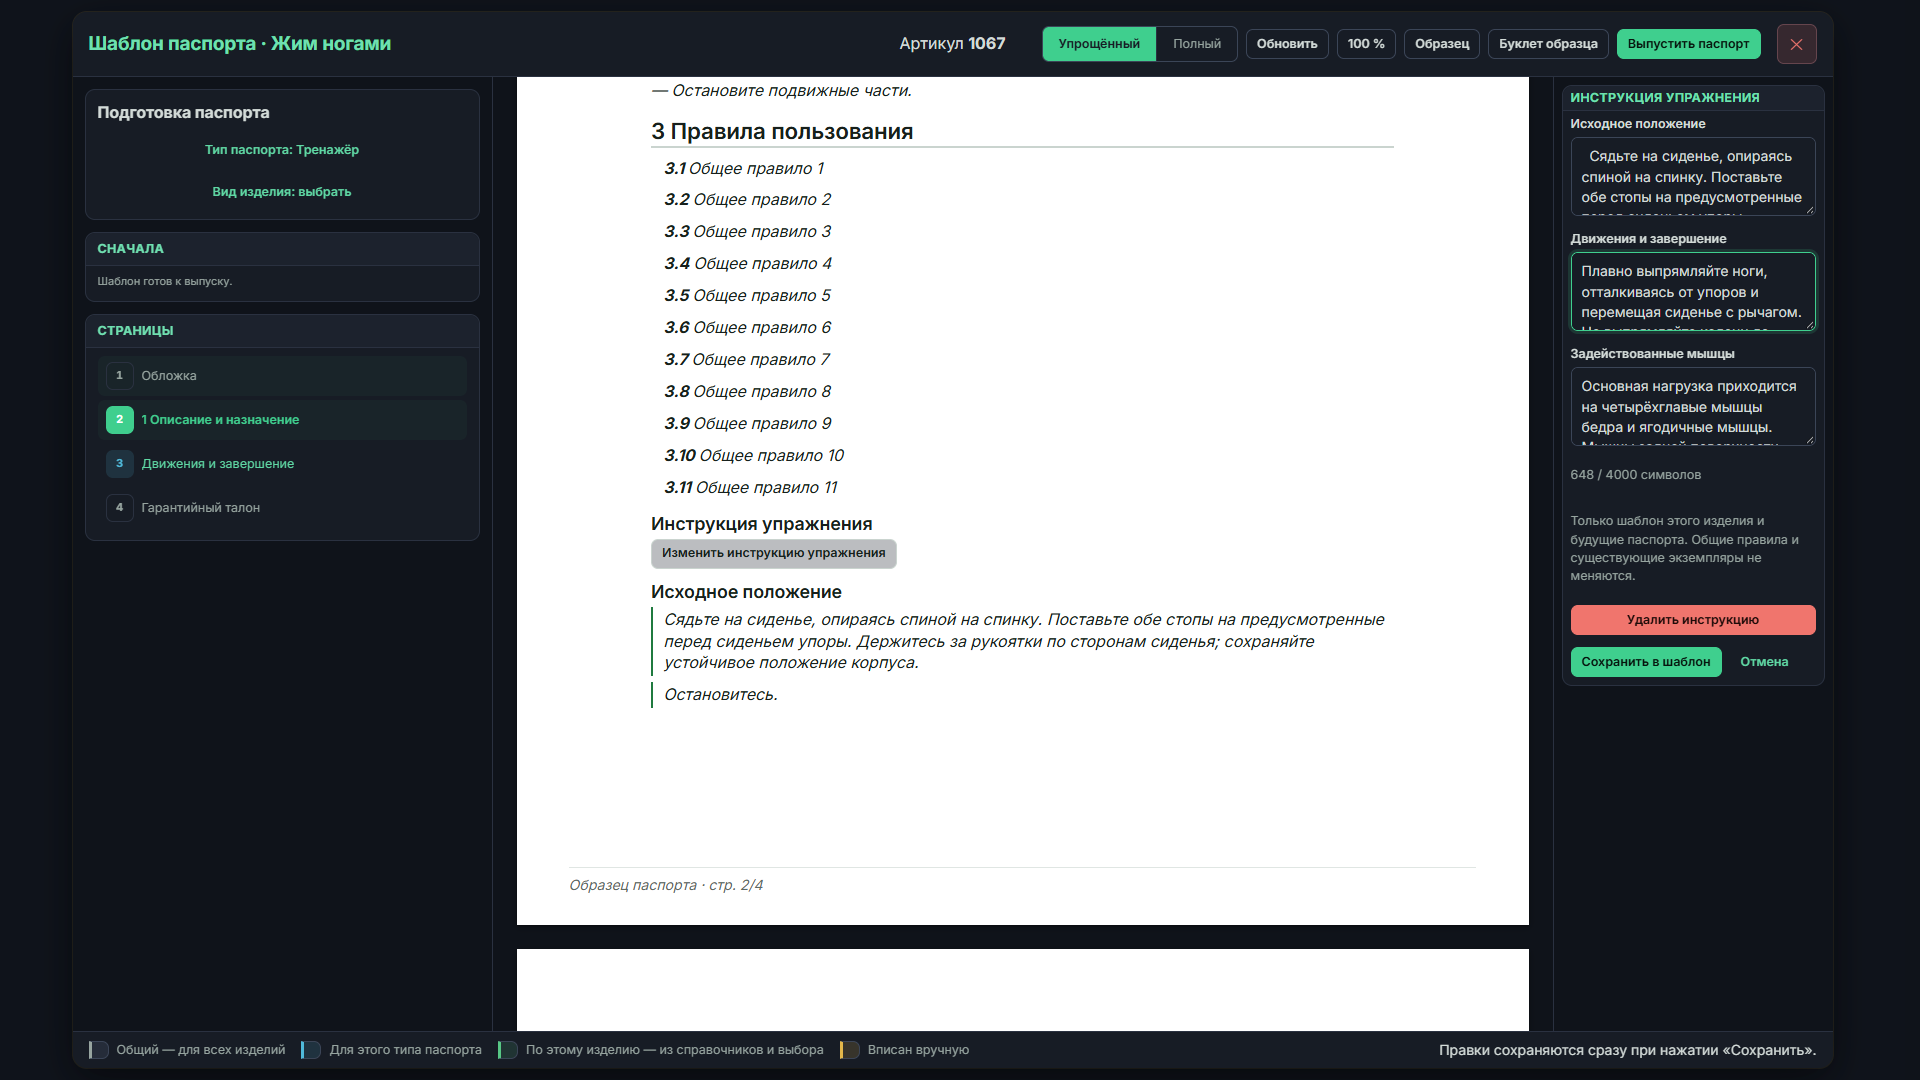 Шаблон паспорта · Жим ногами
Артикул 1067
Упрощённый
Полный
Обновить
100 %
Образец
Буклет образца
Выпустить паспорт
Подготовка паспорта
Тип паспорта: Тренажёр
Вид изделия: выбрать
СНАЧАЛА
Шаблон готов к выпуску.
СТРАНИЦЫ
1 Обложка
2 1 Описание и назначение
3 Движения и завершение
4 Гарантийный талон
— Остановите подвижные части.
3 Правила пользования
3.1 Общее правило 1
3.2 Общее правило 2
3.3 Общее правило 3
3.4 Общее правило 4
3.5 Общее правило 5
3.6 Общее правило 6
3.7 Общее правило 7
3.8 Общее правило 8
3.9 Общее правило 9
3.10 Общее правило 10
3.11 Общее правило 11
Инструкция упражнения
Изменить инструкцию упражнения
Исходное положение
Сядьте на сиденье, опираясь спиной на спинку. Поставьте обе стопы на предусмотренные
перед сиденьем упоры. Держитесь за рукоятки по сторонам сиденья; сохраняйте
устойчивое положение корпуса.
Остановитесь.
Образец паспорта · стр. 2/4
ИНСТРУКЦИЯ УПРАЖНЕНИЯ
Исходное положение
Сядьте на сиденье, опираясь
спиной на спинку. Поставьте
обе стопы на предусмотренные
Движения и завершение
Плавно выпрямляйте ноги,
отталкиваясь от упоров и
перемещая сиденье с рычагом.
Задействованные мышцы
Основная нагрузка приходится
на четырёхглавые мышцы
бедра и ягодичные мышцы.
648 / 4000 символов
Только шаблон этого изделия и
будущие паспорта. Общие правила и
существующие экземпляры не
меняются.
Удалить инструкцию
Сохранить в шаблон
Отмена
Общий — для всех изделий
Для этого типа паспорта
По этому изделию — из справочников и выбора
Вписан вручную
Правки сохраняются сразу при нажатии «Сохранить».